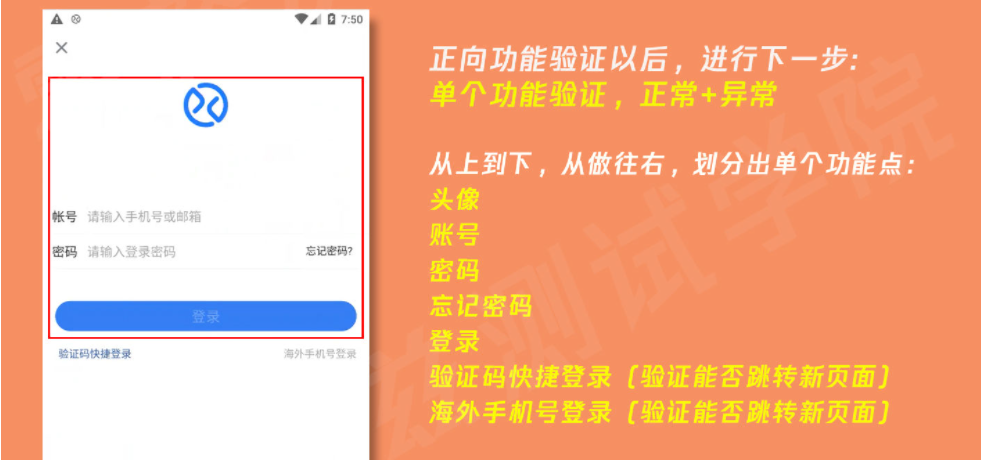 7:50
帐号 请输入手机号或邮箱
密码 请输入登录密码 忘记密码?
登录
验证码快捷登录 海外手机号登录
正向功能验证以后，进行下一步:
单个功能验证，正常+异常
从上到下，从做往右，划分出单个功能点:
头像
账号
密码
忘记密码
登录
验证码快捷登录（验证能否跳转新页面）
海外手机号登录（验证能否跳转新页面）
测试学院